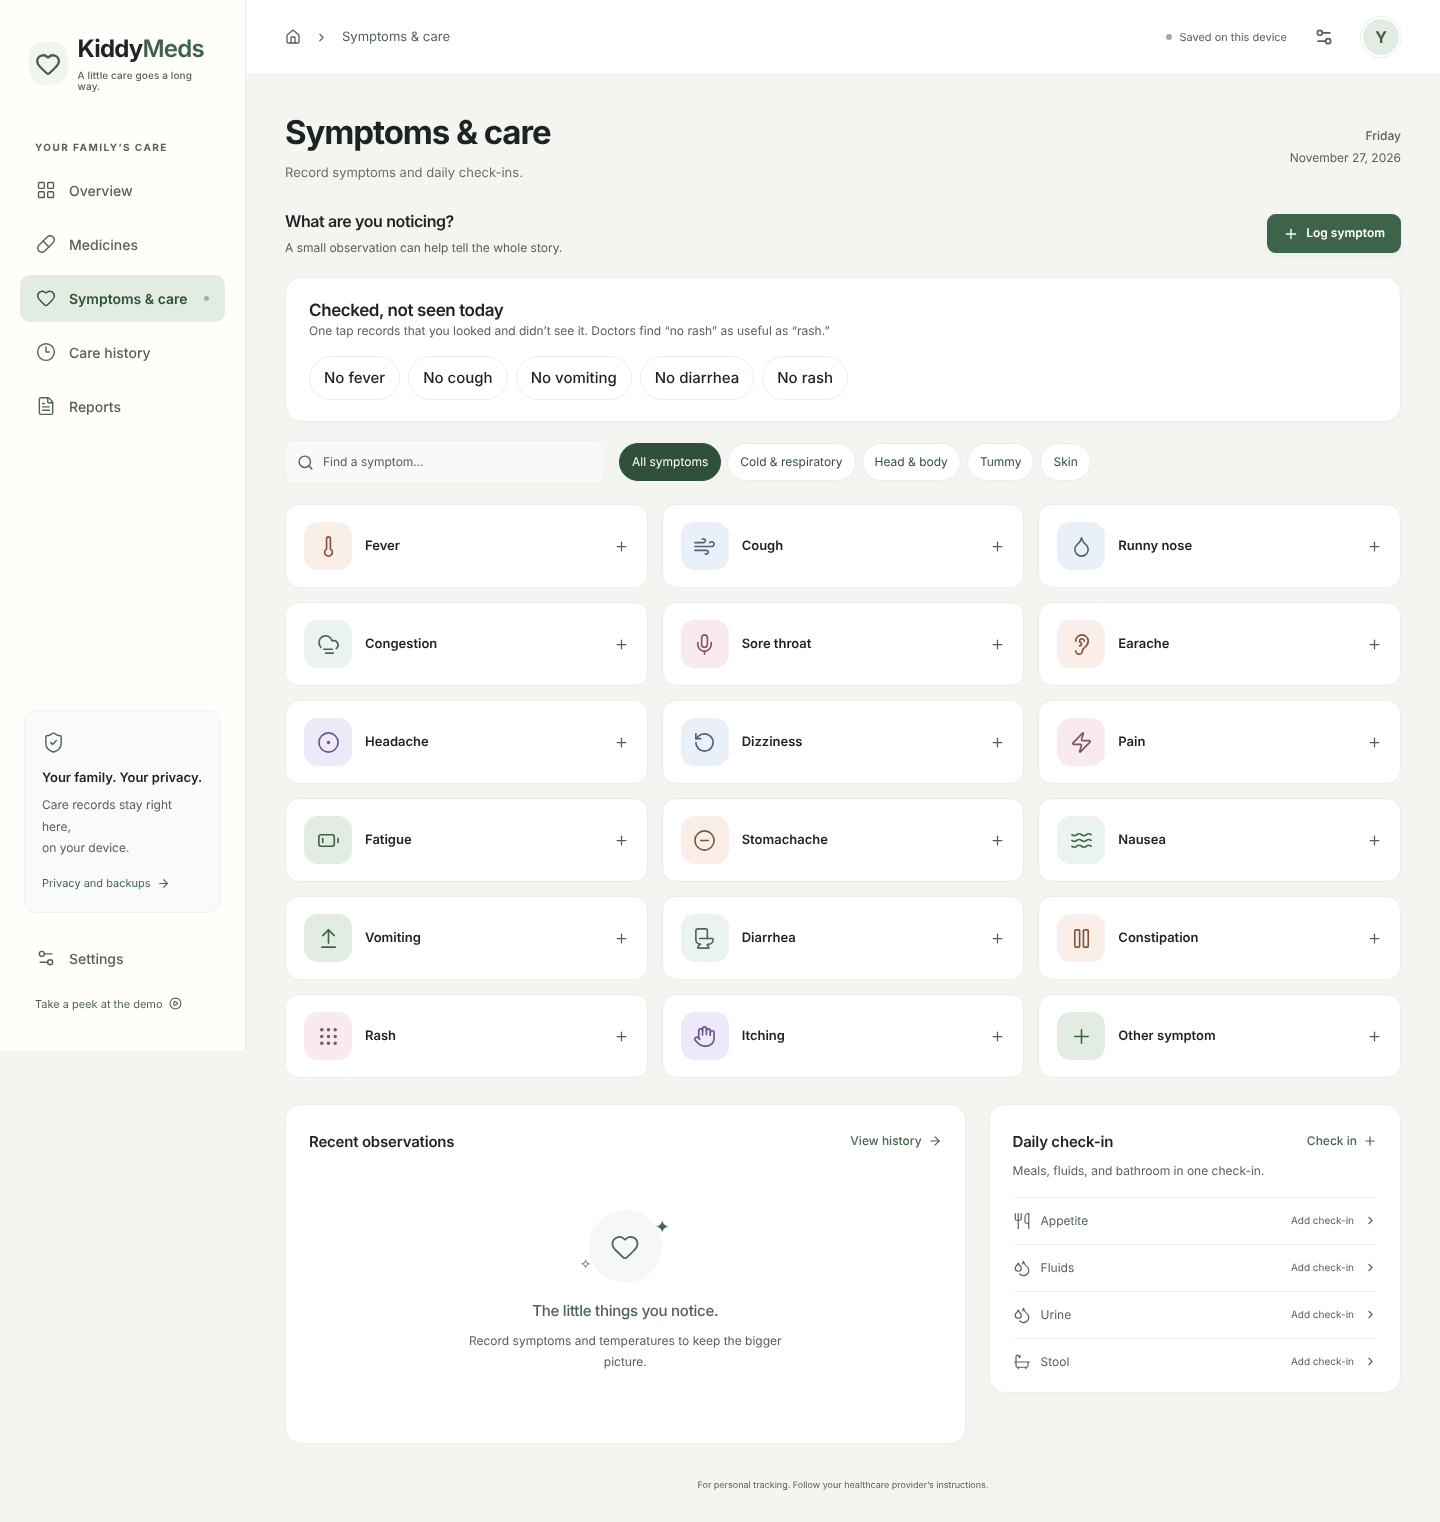 KiddyMeds
A little care goes a long
way.
YOUR FAMILY'S CARE
Overview
Medicines
Symptoms & care
Care history
Reports
Your family. Your privacy.
Care records stay right
here,
on your device.
Privacy and backups
Settings
Take a peek at the demo
Symptoms & care
Saved on this device
Y
Symptoms & care
Record symptoms and daily check-ins.
Friday
November 27, 2026
What are you noticing?
A small observation can help tell the whole story.
Log symptom
Checked, not seen today
One tap records that you looked and didn't see it. Doctors find “no rash” as useful as “rash.”
No fever No cough No vomiting No diarrhea No rash
Find a symptom...
All symptoms Cold & respiratory Head & body Tummy Skin
Fever
Cough
Runny nose
Congestion
Sore throat
Earache
Headache
Dizziness
Pain
Fatigue
Stomachache
Nausea
Vomiting
Diarrhea
Constipation
Rash
Itching
Other symptom
Recent observations
View history
The little things you notice.
Record symptoms and temperatures to keep the bigger
picture.
Daily check-in
Check in
Meals, fluids, and bathroom in one check-in.
Appetite Add check-in
Fluids Add check-in
Urine Add check-in
Stool Add check-in
For personal tracking. Follow your healthcare provider's instructions.